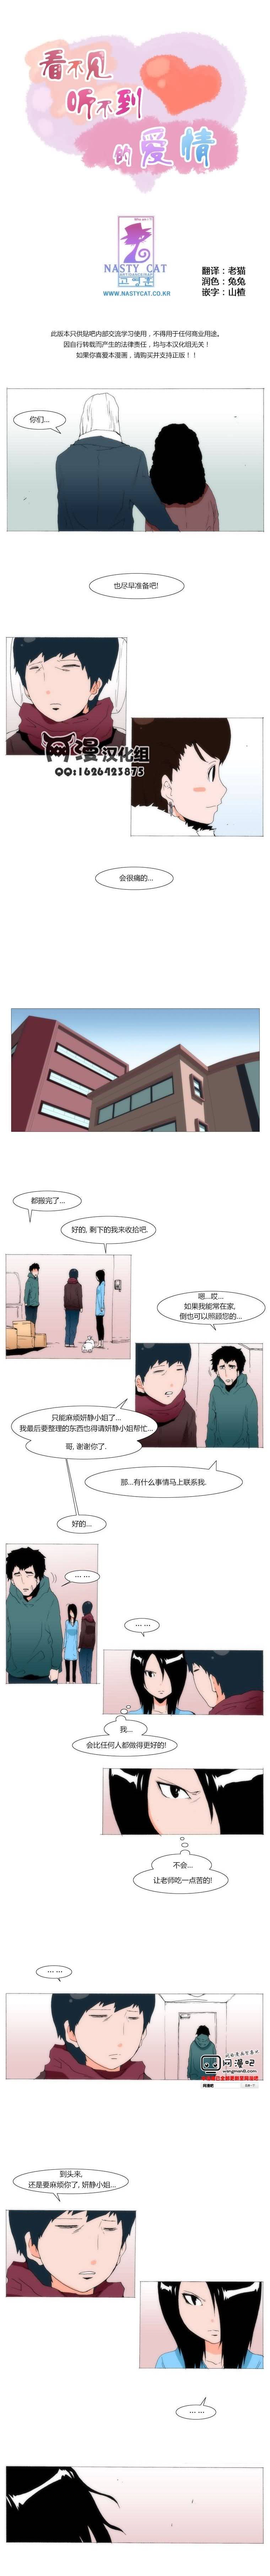 看不见
听不到
的爱情
NASTY CAT
WWW.NASTYCAT.CO.KR
翻译：老猫
润色：兔兔
嵌字：山楂
此版本只供贴吧内部交流学习使用，不得用于任何商业用途。
因自行转载而产生的法律责任，均与本汉化组无关！
如果你喜爱本漫画，请购买并支持正版！！
你们...
也尽早准备吧!
网漫汉化组
QQ:1626423875
会很痛的...
都搬完了...
好的, 剩下的我来收拾吧.
嗯...哎...
如果我能常在家,
倒也可以照顾您的...
只能麻烦妍静小姐了...
我最后要整理的东西也得请妍静小姐帮忙...
哥, 谢谢你了.
那...有什么事情马上联系我.
好的...
... ...
... ...
我...
会比任何人都做得更好的!
不会...
让老师吃一点苦的!
... ...
网漫吧
网漫吧
到头来,
还是要麻烦你了, 妍静小姐...
... ...